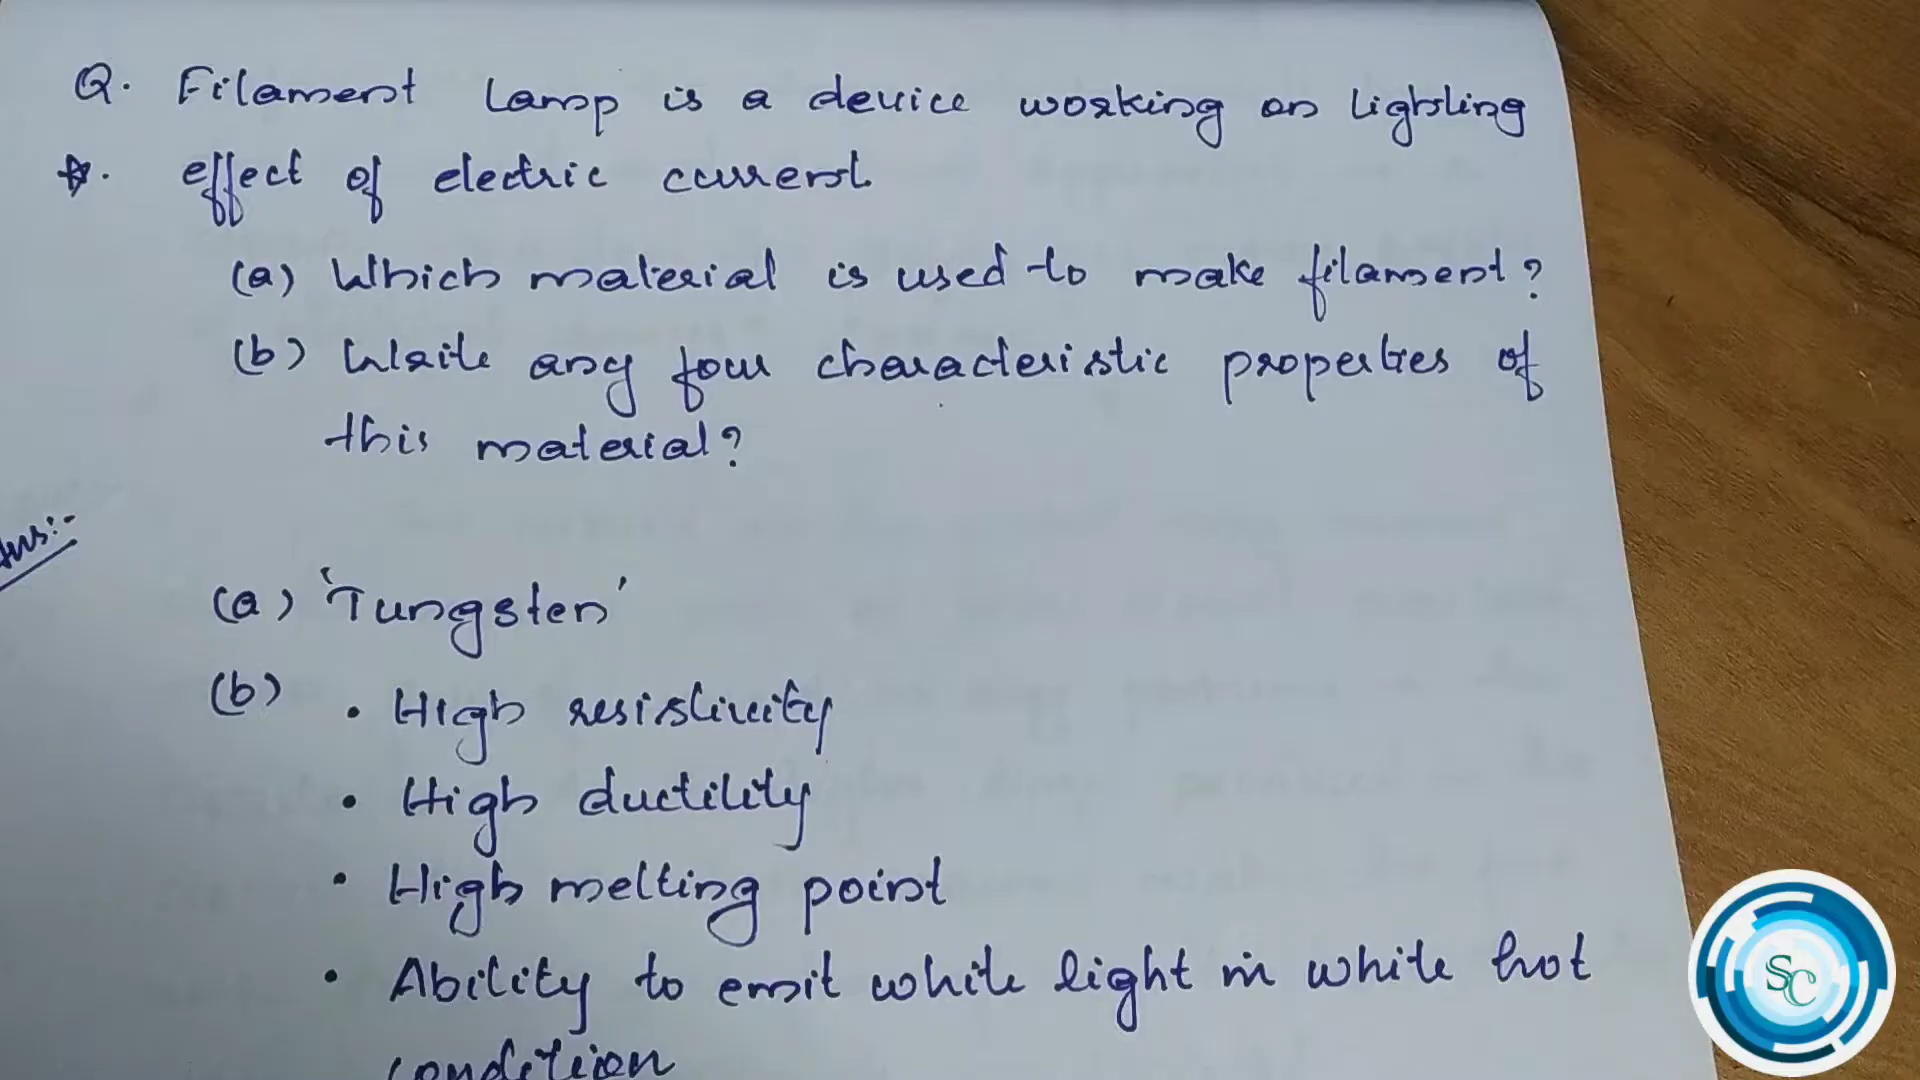 Q. Filament Lamp is a device working on lighting
☆. effect of electric current.
(a) Which material is used to make filament?
(b) Write any four characteristic properties of
this material?
Ans:-
(a) 'Tungsten'
(b) • High resistivity
• High ductility
• High melting point
• Ability to emit white light in white hot
condition
SC